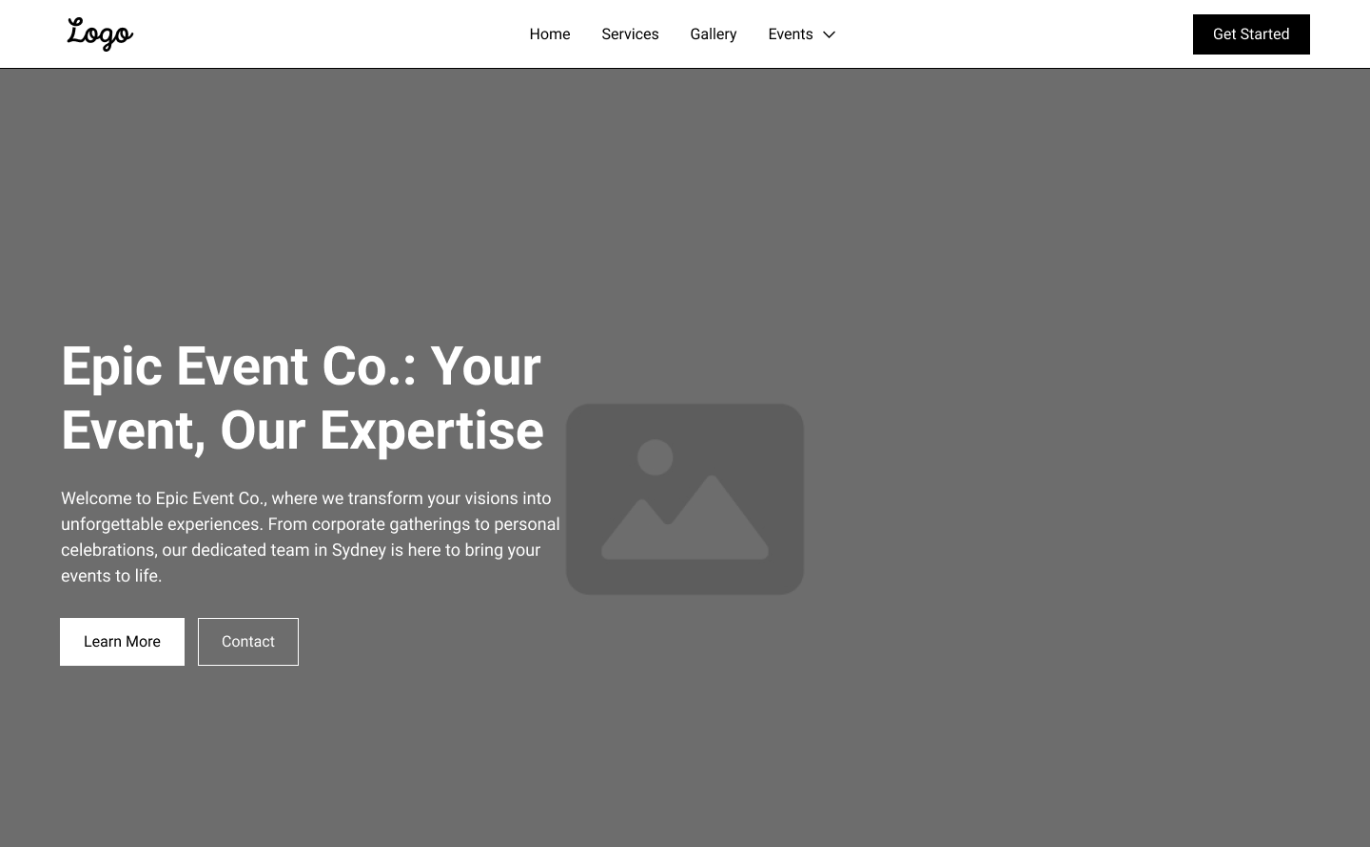 Logo
Home Services Gallery Events
Get Started
Epic Event Co.: Your
Event, Our Expertise
Welcome to Epic Event Co., where we transform your visions into
unforgettable experiences. From corporate gatherings to personal
celebrations, our dedicated team in Sydney is here to bring your
events to life.
Learn More
Contact